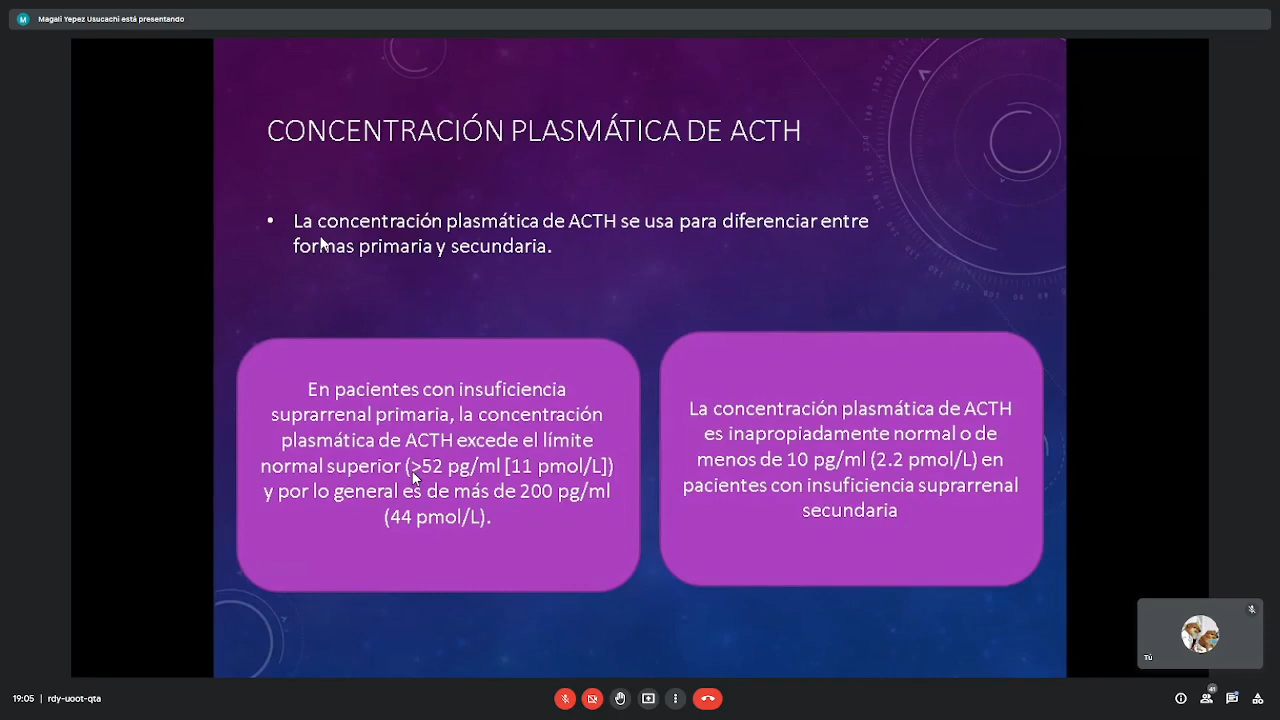 M Magali Yepez Usucachi está presentando
CONCENTRACIÓN PLASMÁTICA DE ACTH
• La concentración plasmática de ACTH se usa para diferenciar entre
formas primaria y secundaria.
En pacientes con insuficiencia
suprarrenal primaria, la concentración
plasmática de ACTH excede el límite
normal superior (>52 pg/ml [11 pmol/L])
y por lo general es de más de 200 pg/ml
(44 pmol/L).
La concentración plasmática de ACTH
es inapropiadamente normal o de
menos de 10 pg/ml (2.2 pmol/L) en
pacientes con insuficiencia suprarrenal
secundaria
Tú
19:05 | rdy-uoot-qta
41